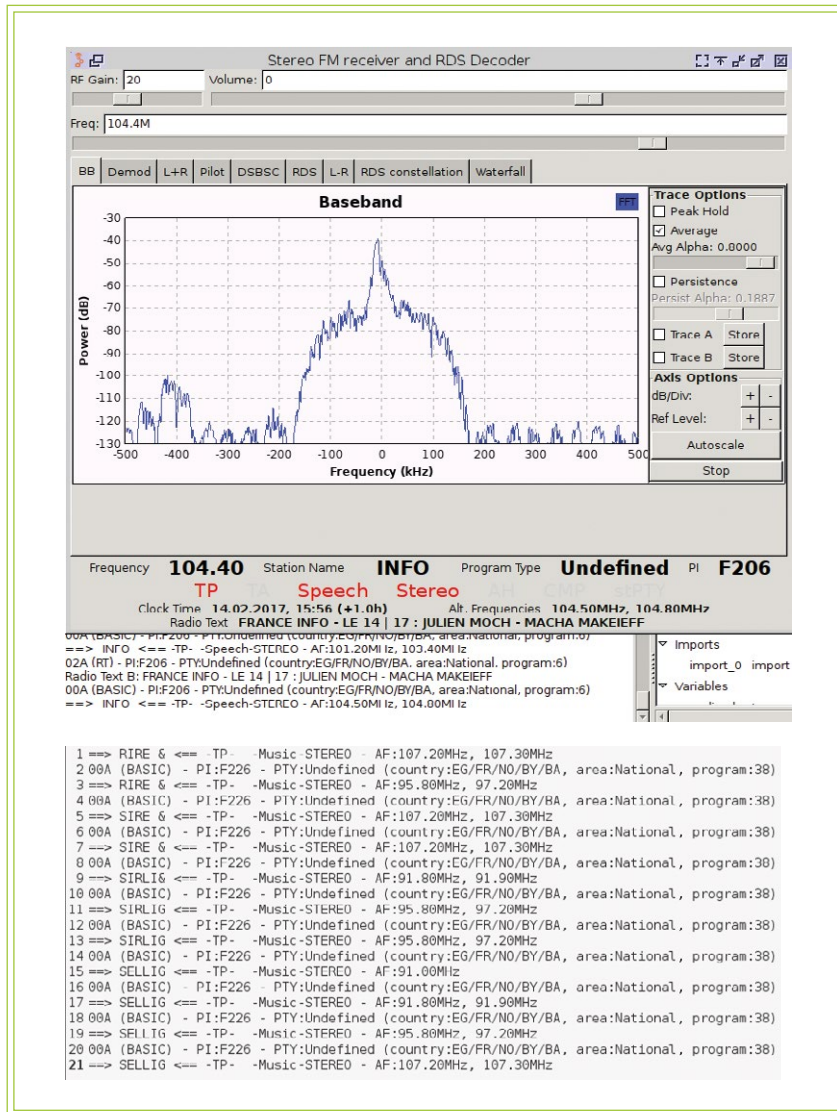 Stereo FM receiver and RDS Decoder
RF Gain: 20 Volume: 0
Freq: 104.4M
BB Demod L+R Pilot DSBSC RDS L-R RDS constellation Waterfall
Baseband
FFT
Power (dB)
-30
-40
-50
-60
-70
-80
-90
-100
-110
-120
-130
-500 -400 -300 -200 -100 0 100 200 300 400 500
Frequency (kHz)
Trace Options
Peak Hold
Average
Avg Alpha: 0.8000
Persistence
Persist Alpha: 0.1887
Trace A Store
Trace B Store
Axis Options
dB/Div: + -
Ref Level: + -
Autoscale
Stop
Frequency 104.40 Station Name INFO Program Type Undefined PI F206
TP TA Speech Stereo AH CMP stPTY
Clock Time 14.02.2017, 15:56 (+1.0h) Alt. Frequencies 104.50MHz, 104.80MHz
Radio Text FRANCE INFO - LE 14 | 17 : JULIEN MOCH - MACHA MAKEIEFF
00A (BASIC) - PI:F206 - PTY:Undefined (country:EG/FR/NO/BY/BA, area:National, program:6)
==> INFO <== -TP- -Speech-STEREO - AF:101.20MHz, 103.40MHz
02A (RT) - PI:F206 - PTY:Undefined (country:EG/FR/NO/BY/BA, area:National, program:6)
Radio Text B: FRANCE INFO - LE 14 | 17 : JULIEN MOCH - MACHA MAKEIEFF
00A (BASIC) - PI:F206 - PTY:Undefined (country:EG/FR/NO/BY/BA, area:National, program:6)
==> INFO <== -TP- -Speech-STEREO - AF:104.50MHz, 104.80MHz
Imports
import_0 import
Variables
1 ==> RIRE & <== -TP- -Music-STEREO - AF:107.20MHz, 107.30MHz
2 00A (BASIC) - PI:F226 - PTY:Undefined (country:EG/FR/NO/BY/BA, area:National, program:38)
3 ==> RIRE & <== -TP- -Music-STEREO - AF:95.80MHz, 97.20MHz
4 00A (BASIC) - PI:F226 - PTY:Undefined (country:EG/FR/NO/BY/BA, area:National, program:38)
5 ==> SIRE & <== -TP- -Music-STEREO - AF:107.20MHz, 107.30MHz
6 00A (BASIC) - PI:F226 - PTY:Undefined (country:EG/FR/NO/BY/BA, area:National, program:38)
7 ==> SIRE & <== -TP- -Music-STEREO - AF:107.20MHz, 107.30MHz
8 00A (BASIC) - PI:F226 - PTY:Undefined (country:EG/FR/NO/BY/BA, area:National, program:38)
9 ==> SIRLI& <== -TP- -Music-STEREO - AF:91.80MHz, 91.90MHz
10 00A (BASIC) - PI:F226 - PTY:Undefined (country:EG/FR/NO/BY/BA, area:National, program:38)
11 ==> SIRLIG <== -TP- -Music-STEREO - AF:95.80MHz, 97.20MHz
12 00A (BASIC) - PI:F226 - PTY:Undefined (country:EG/FR/NO/BY/BA, area:National, program:38)
13 ==> SIRLIG <== -TP- -Music-STEREO - AF:95.80MHz, 97.20MHz
14 00A (BASIC) - PI:F226 - PTY:Undefined (country:EG/FR/NO/BY/BA, area:National, program:38)
15 ==> SELLIG <== -TP- -Music-STEREO - AF:91.00MHz
16 00A (BASIC) - PI:F226 - PTY:Undefined (country:EG/FR/NO/BY/BA, area:National, program:38)
17 ==> SELLIG <== -TP- -Music-STEREO - AF:91.80MHz, 91.90MHz
18 00A (BASIC) - PI:F226 - PTY:Undefined (country:EG/FR/NO/BY/BA, area:National, program:38)
19 ==> SELLIG <== -TP- -Music-STEREO - AF:95.80MHz, 97.20MHz
20 00A (BASIC) - PI:F226 - PTY:Undefined (country:EG/FR/NO/BY/BA, area:National, program:38)
21 ==> SELLIG <== -TP- -Music-STEREO - AF:107.20MHz, 107.30MHz